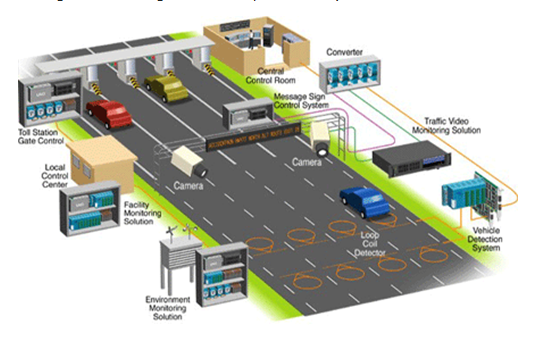 Converter
Central
Control Room
Message Sign
Control System
Traffic Video
Monitoring Solution
Toll Station
Gate Control
Camera
Local
Control
Center
Camera
Facility
Monitoring
Solution
Loop
Coil
Detector
Vehicle
Detection
System
Environment
Monitoring
Solution